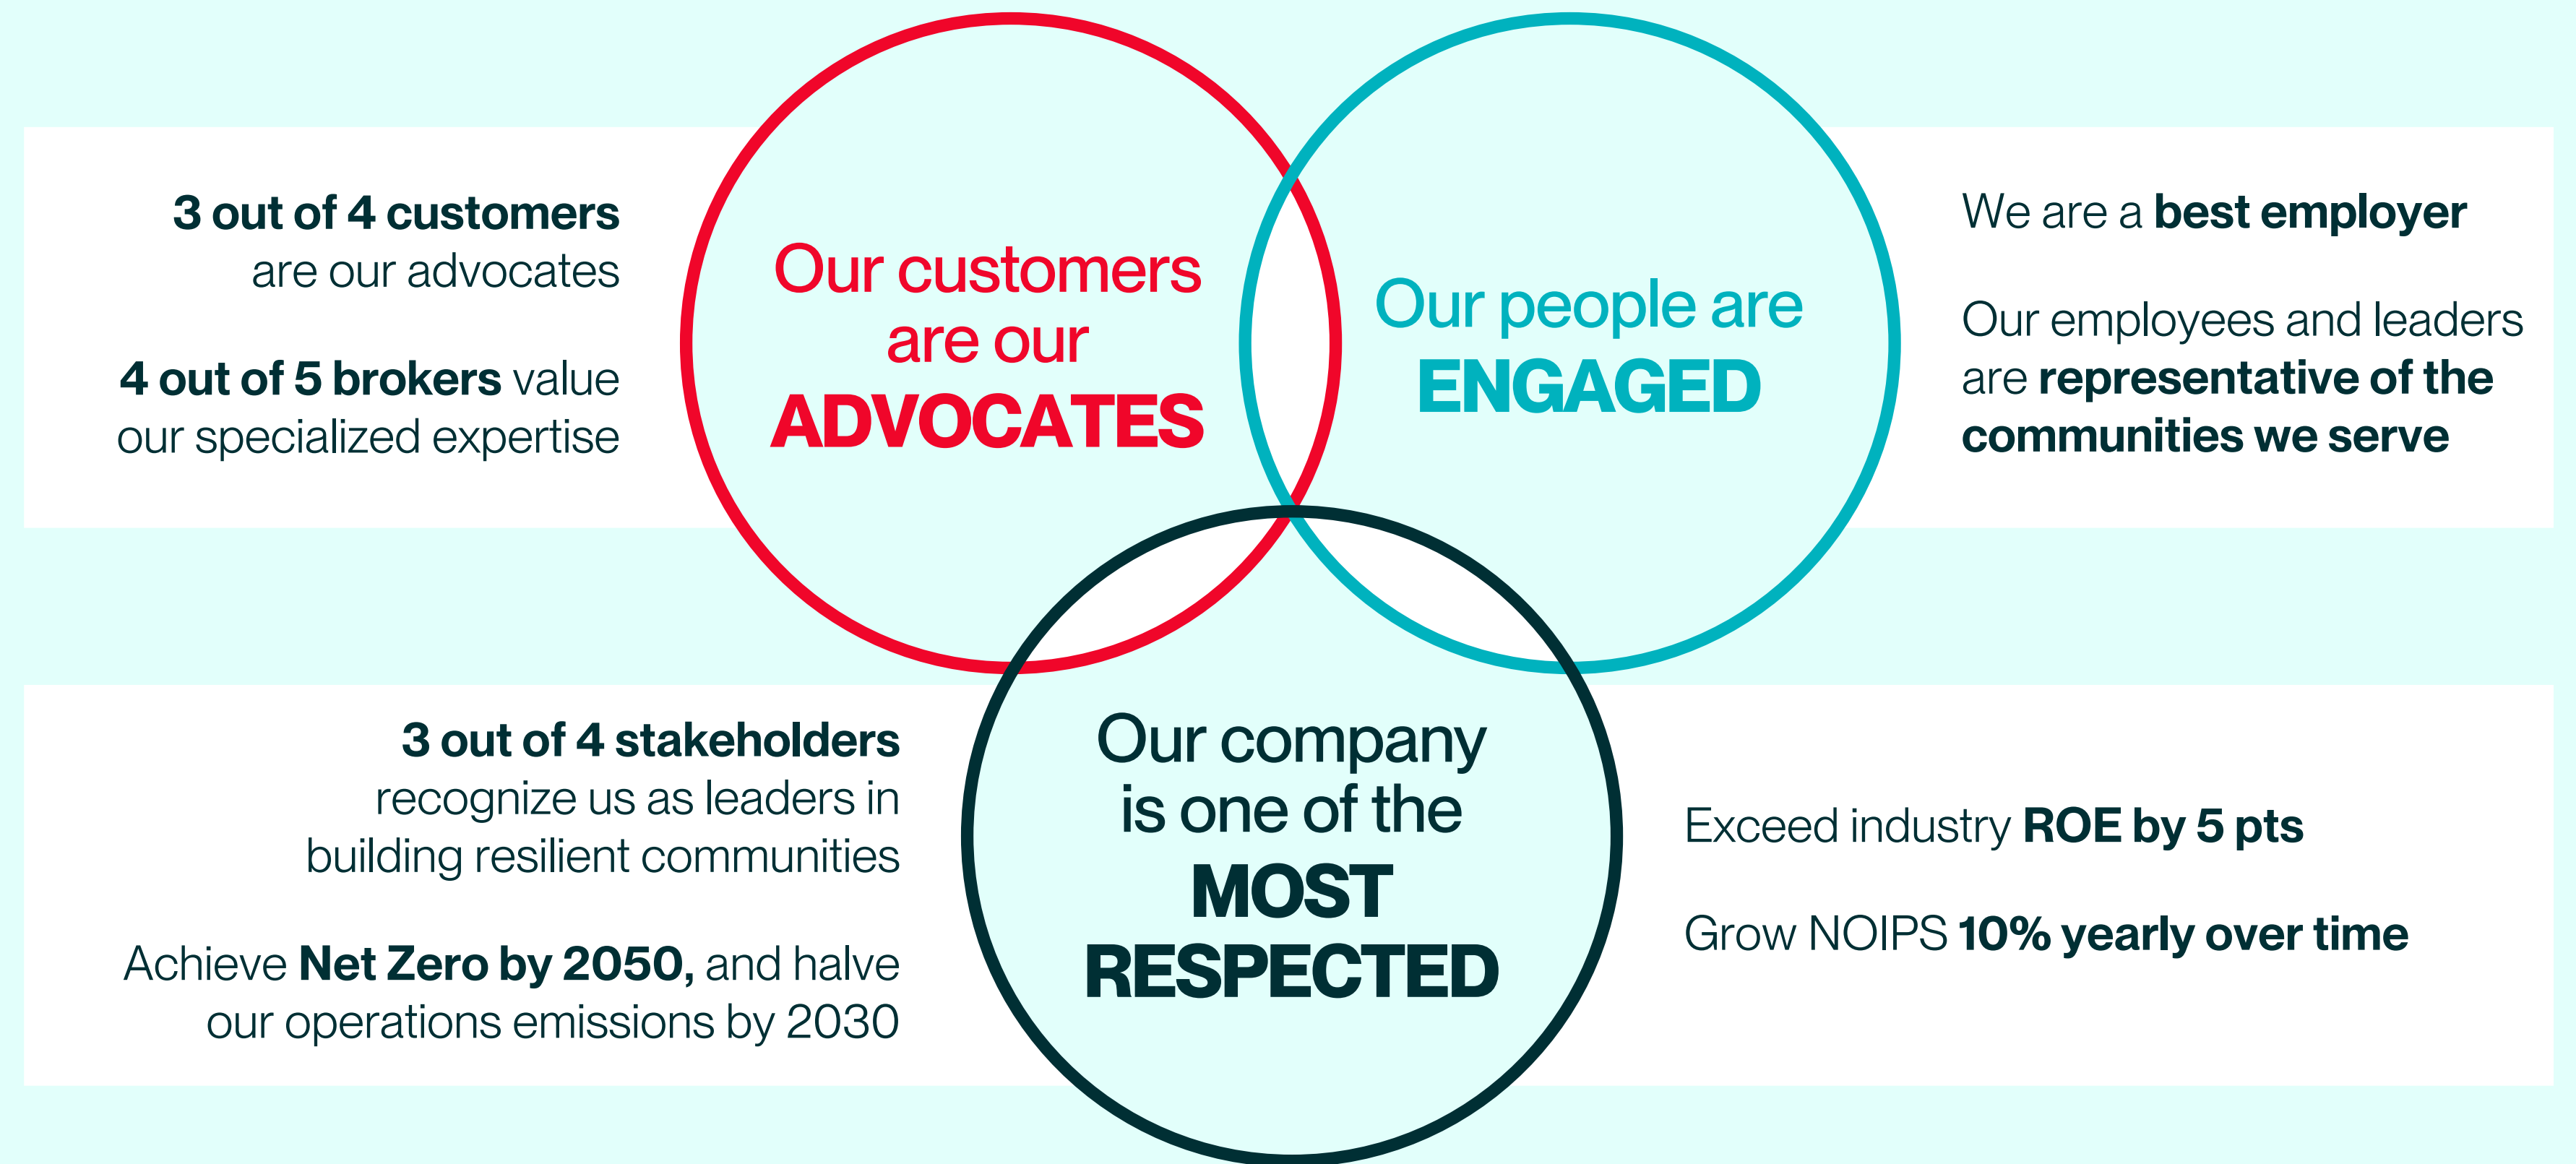 3 out of 4 customers
are our advocates
4 out of 5 brokers value
our specialized expertise
Our customers
are our
ADVOCATES
Our people are
ENGAGED
We are a best employer
Our employees and leaders
are representative of the
communities we serve
3 out of 4 stakeholders
recognize us as leaders in
building resilient communities
Achieve Net Zero by 2050, and halve
our operations emissions by 2030
Our company
is one of the
MOST
RESPECTED
Exceed industry ROE by 5 pts
Grow NOIPS 10% yearly over time